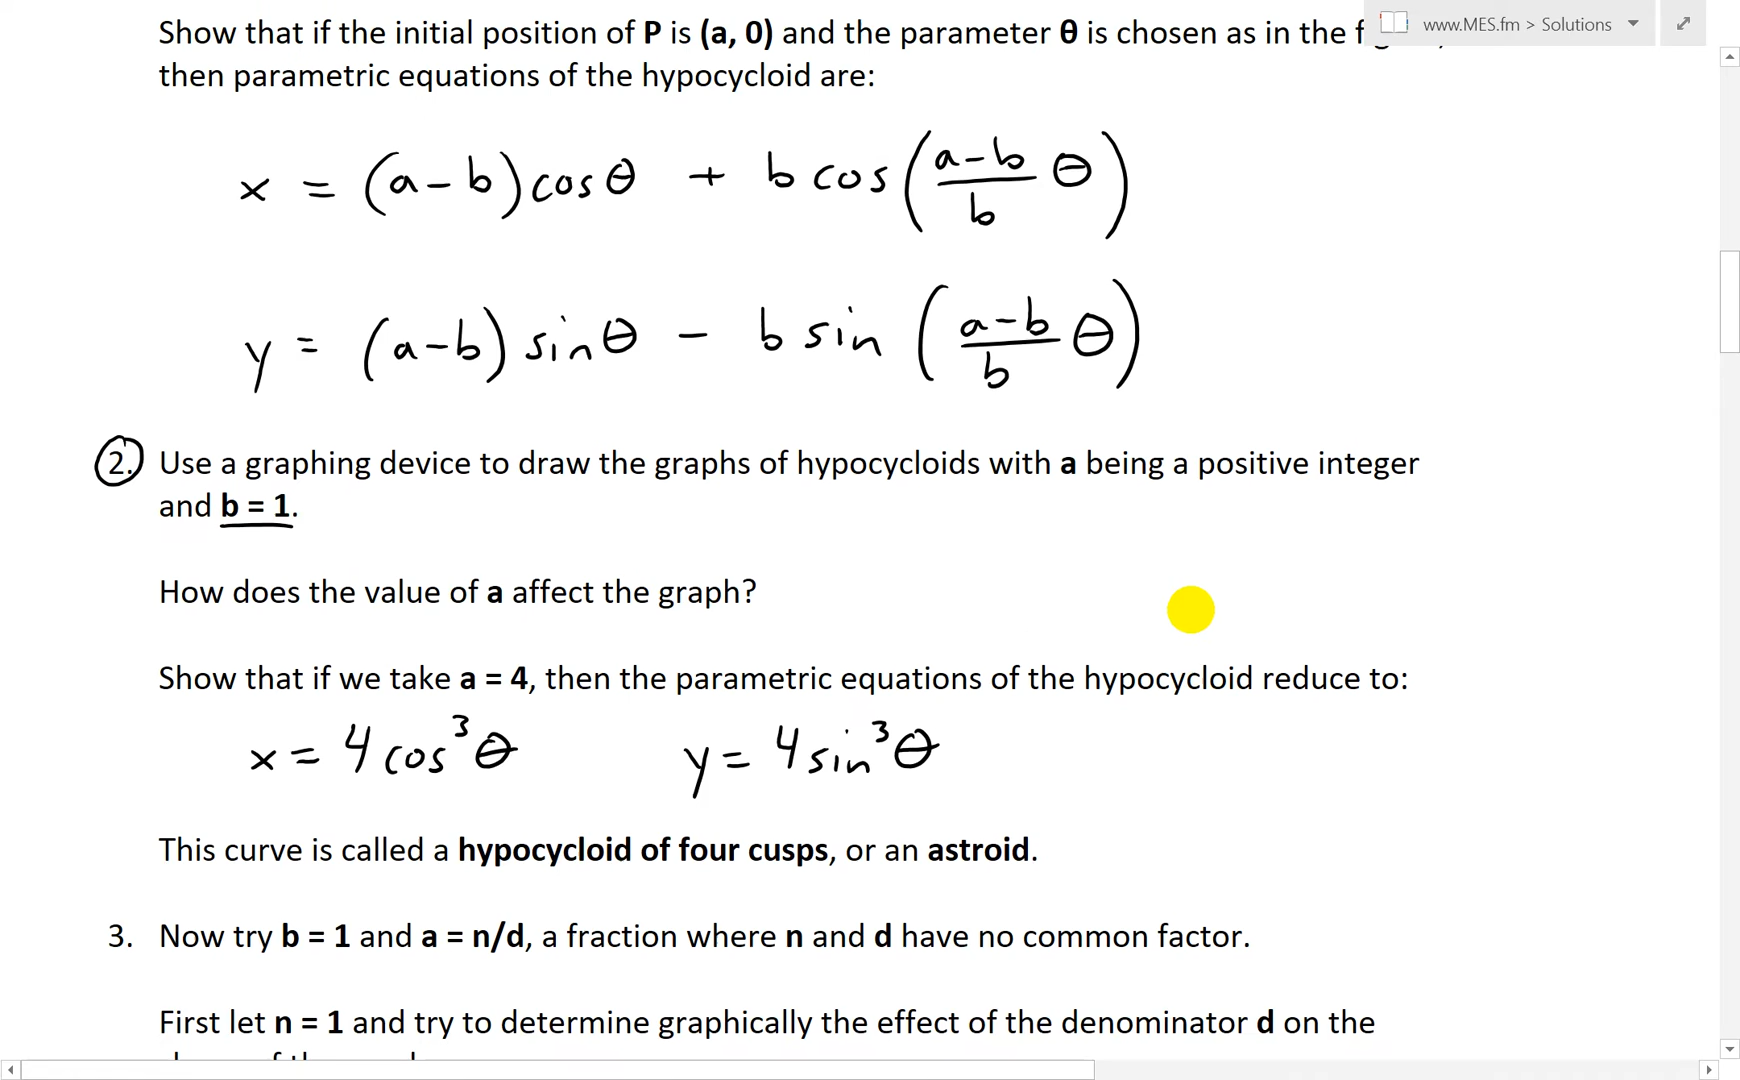 Show that if the initial position of P is (a, 0) and the parameter θ is chosen as in the
www.MES.fm > Solutions
then parametric equations of the hypocycloid are:
x = (a-b) cos θ + b cos ( (a-b)/b θ )
y = (a-b) sin θ - b sin ( (a-b)/b θ )
2. Use a graphing device to draw the graphs of hypocycloids with a being a positive integer
and b = 1.
How does the value of a affect the graph?
Show that if we take a = 4, then the parametric equations of the hypocycloid reduce to:
x = 4 cos³ θ y = 4 sin³ θ
This curve is called a hypocycloid of four cusps, or an astroid.
3. Now try b = 1 and a = n/d, a fraction where n and d have no common factor.
First let n = 1 and try to determine graphically the effect of the denominator d on the